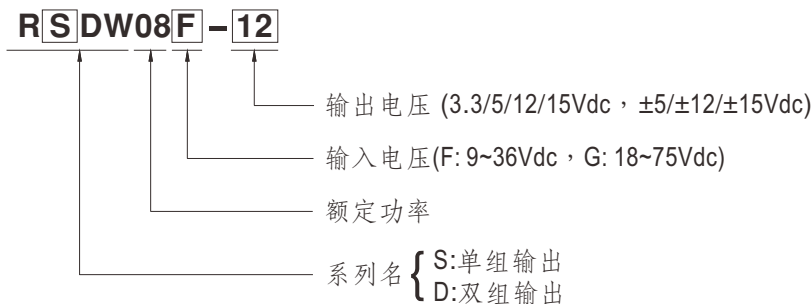 RSDW08F-12
输出电压 (3.3/5/12/15Vdc，±5/±12/±15Vdc)
输入电压(F: 9~36Vdc，G: 18~75Vdc)
额定功率
系列名 { S:单组输出
D:双组输出